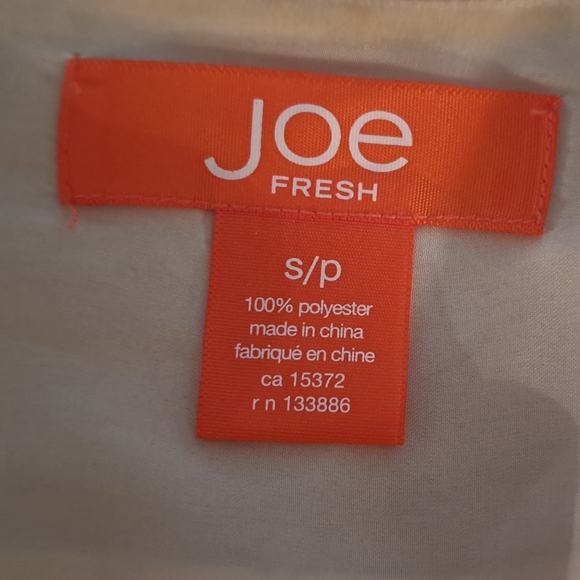 Joe
FRESH
s/p
100% polyester
made in china
fabriqué en chine
ca 15372
r n 133886